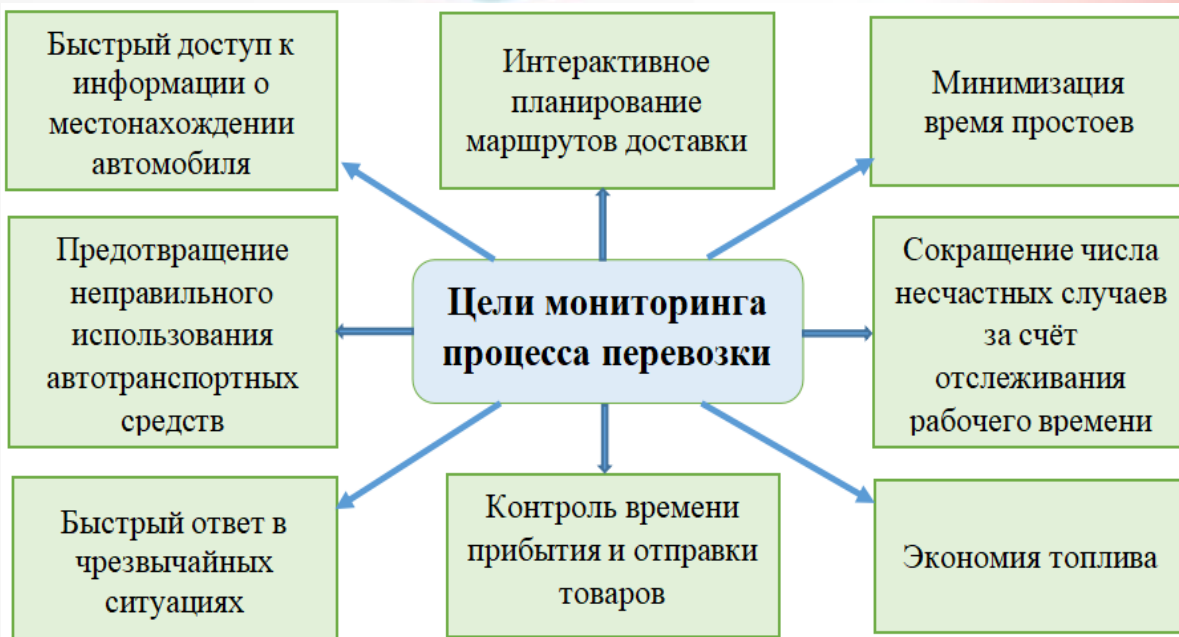 Быстрый доступ к
информации о
местонахождении
автомобиля
Интерактивное
планирование
маршрутов доставки
Минимизация
время простоев
Предотвращение
неправильного
использования
автотранспортных
средств
Цели мониторинга
процесса перевозки
Сокращение числа
несчастных случаев
за счёт
отслеживания
рабочего времени
Быстрый ответ в
чрезвычайных
ситуациях
Контроль времени
прибытия и отправки
товаров
Экономия топлива